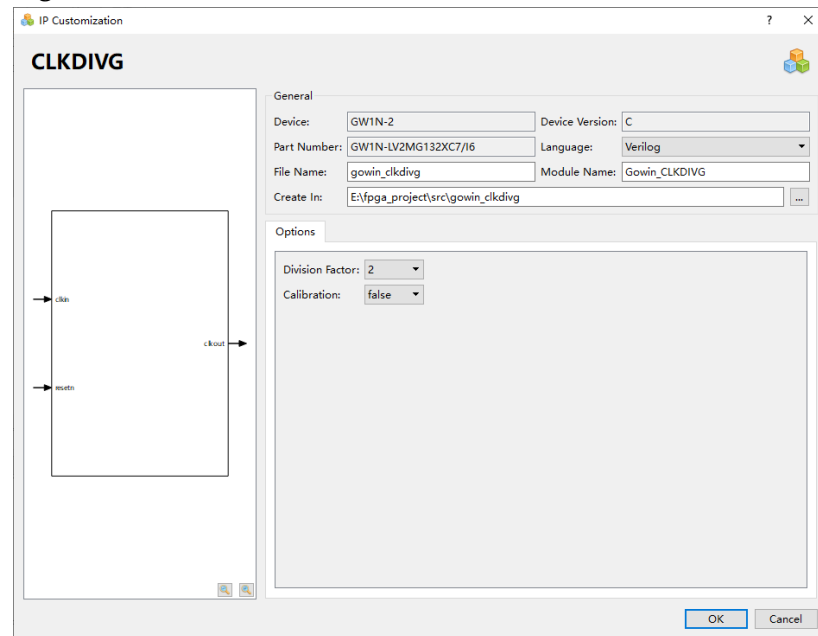 IP Customization ? ×
CLKDIVG
General
Device: GW1N-2 Device Version: C
Part Number: GW1N-LV2MG132XC7/I6 Language: Verilog
File Name: gowin_clkdivg Module Name: Gowin_CLKDIVG
Create In: E:\fpga_project\src\gowin_clkdivg ...
Options
Division Factor: 2
Calibration: false
clkin
clkout
resetn
OK Cancel